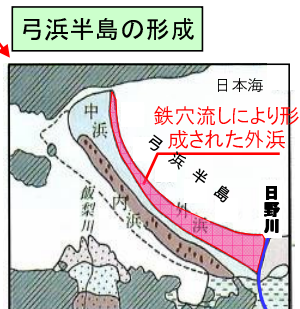 弓浜半島の形成
日本海
鉄穴流しにより形
成された外浜
中浜
弓浜半島
内浜
外浜
飯梨川
日野川